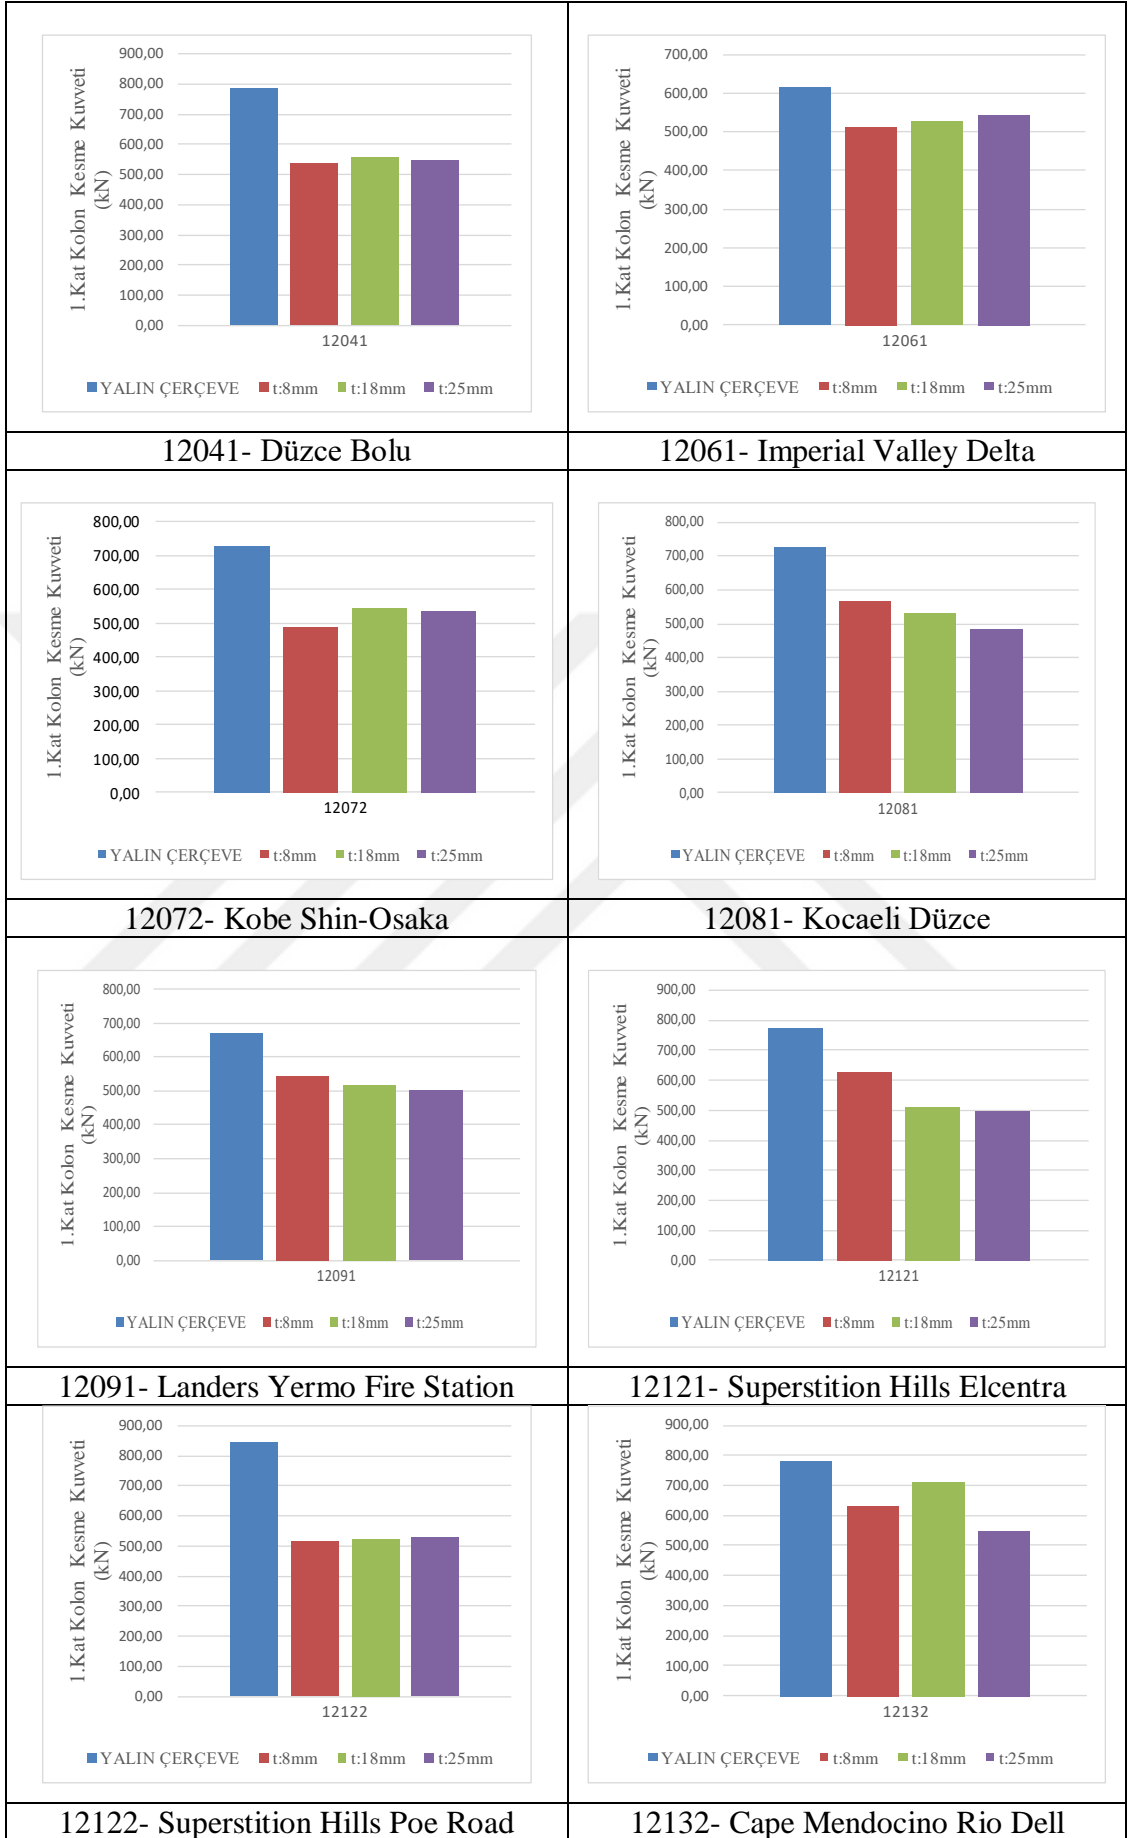 900,00
800,00
700,00
600,00
500,00
400,00
300,00
200,00
100,00
0,00
1.Kat Kolon Kesme Kuvveti
(kN)
12041
YALIN ÇERÇEVE t:8mm t:18mm t:25mm
12041- Düzce Bolu
700,00
600,00
500,00
400,00
300,00
200,00
100,00
0,00
1.Kat Kolon Kesme Kuvveti
(kN)
12061
YALIN ÇERÇEVE t:8mm t:18mm t:25mm
12061- Imperial Valley Delta
800,00
700,00
600,00
500,00
400,00
300,00
200,00
100,00
0,00
1.Kat Kolon Kesme Kuvveti
(kN)
12072
YALIN ÇERÇEVE t:8mm t:18mm t:25mm
12072- Kobe Shin-Osaka
800,00
700,00
600,00
500,00
400,00
300,00
200,00
100,00
0,00
1.Kat Kolon Kesme Kuvveti
(kN)
12081
YALIN ÇERÇEVE t:8mm t:18mm t:25mm
12081- Kocaeli Düzce
800,00
700,00
600,00
500,00
400,00
300,00
200,00
100,00
0,00
1.Kat Kolon Kesme Kuvveti
(kN)
12091
YALIN ÇERÇEVE t:8mm t:18mm t:25mm
12091- Landers Yermo Fire Station
900,00
800,00
700,00
600,00
500,00
400,00
300,00
200,00
100,00
0,00
1.Kat Kolon Kesme Kuvveti
(kN)
12121
YALIN ÇERÇEVE t:8mm t:18mm t:25mm
12121- Superstition Hills Elcentra
900,00
800,00
700,00
600,00
500,00
400,00
300,00
200,00
100,00
0,00
1.Kat Kolon Kesme Kuvveti
(kN)
12122
YALIN ÇERÇEVE t:8mm t:18mm t:25mm
12122- Superstition Hills Poe Road
900,00
800,00
700,00
600,00
500,00
400,00
300,00
200,00
100,00
0,00
1.Kat Kolon Kesme Kuvveti
(kN)
12132
YALIN ÇERÇEVE t:8mm t:18mm t:25mm
12132- Cape Mendocino Rio Dell